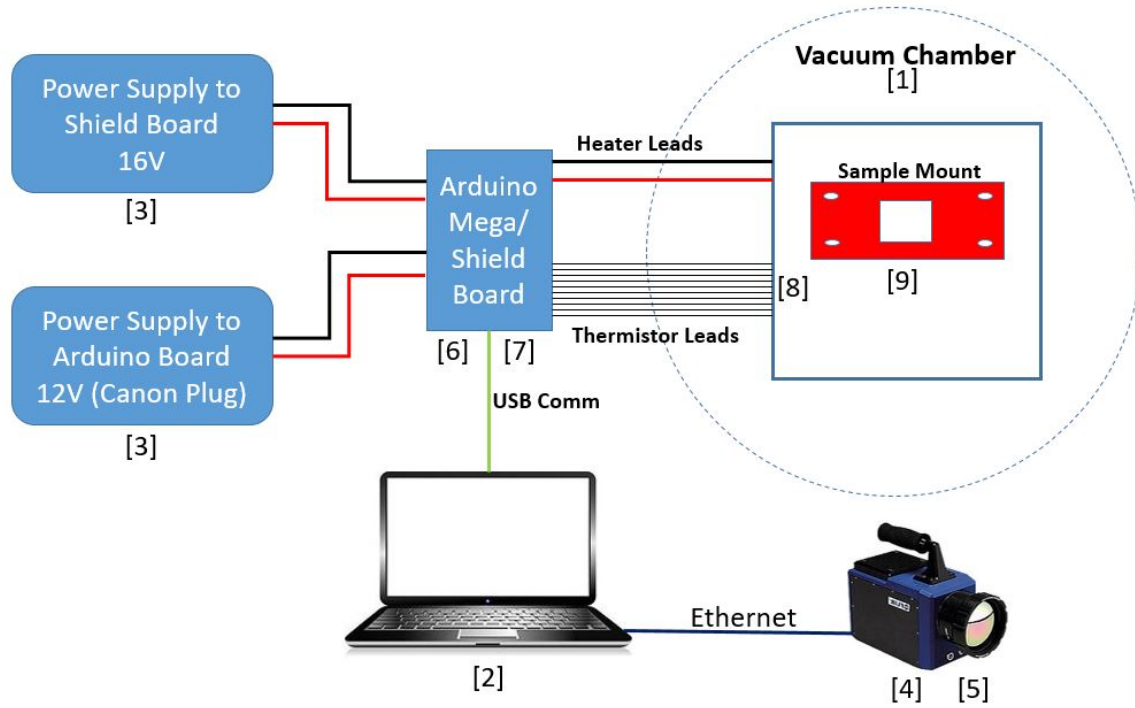 Power Supply to
Shield Board
16V
[3]
Power Supply to
Arduino Board
12V (Canon Plug)
[3]
Arduino
Mega/
Shield
Board
[6] [7]
Heater Leads
Thermistor Leads
USB Comm
Vacuum Chamber
[1]
Sample Mount
[8]
[9]
[2]
Ethernet
[4] [5]